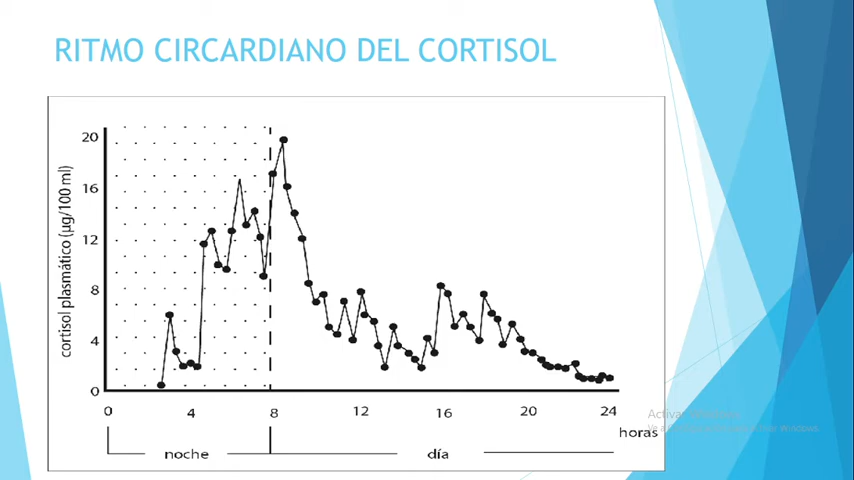 RITMO CIRCARDIANO DEL CORTISOL
cortisol plasmático (µg/100 ml)
20
16
12
8
4
0
0 4 8 12 16 20 24
horas
noche día
Activar Windows